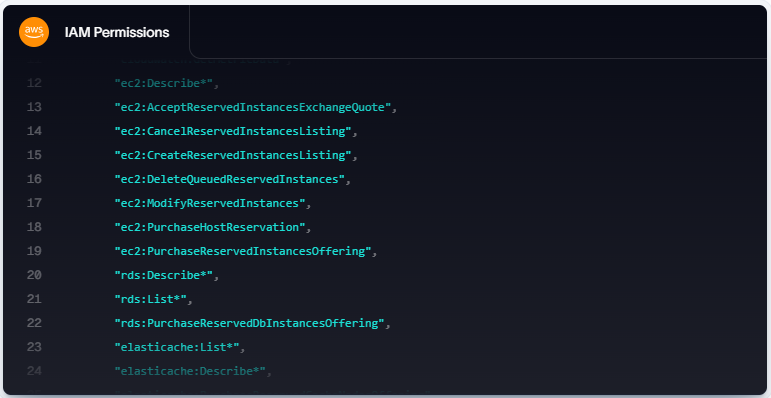 aws
IAM Permissions
12 "ec2:Describe*",
13 "ec2:AcceptReservedInstancesExchangeQuote",
14 "ec2:CancelReservedInstancesListing",
15 "ec2:CreateReservedInstancesListing",
16 "ec2:DeleteQueuedReservedInstances",
17 "ec2:ModifyReservedInstances",
18 "ec2:PurchaseHostReservation",
19 "ec2:PurchaseReservedInstancesOffering",
20 "rds:Describe*",
21 "rds:List*",
22 "rds:PurchaseReservedDbInstancesOffering",
23 "elasticache:List*",
24 "elasticache:Describe*",